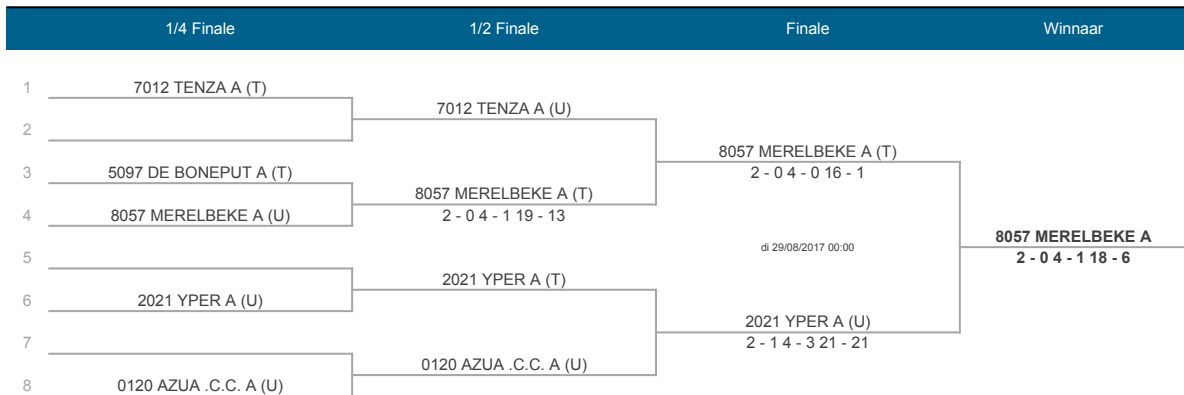 1/4 Finale 1/2 Finale Finale Winnaar
1 7012 TENZA A (T)
7012 TENZA A (U)
2
8057 MERELBEKE A (T)
3 5097 DE BONEPUT A (T)
2 - 0 4 - 0 16 - 1
8057 MERELBEKE A (T)
4 8057 MERELBEKE A (U)
2 - 0 4 - 1 19 - 13
8057 MERELBEKE A
di 29/08/2017 00:00
5
2 - 0 4 - 1 18 - 6
2021 YPER A (T)
6 2021 YPER A (U)
2021 YPER A (U)
7
2 - 1 4 - 3 21 - 21
0120 AZUA .C.C. A (U)
8 0120 AZUA .C.C. A (U)